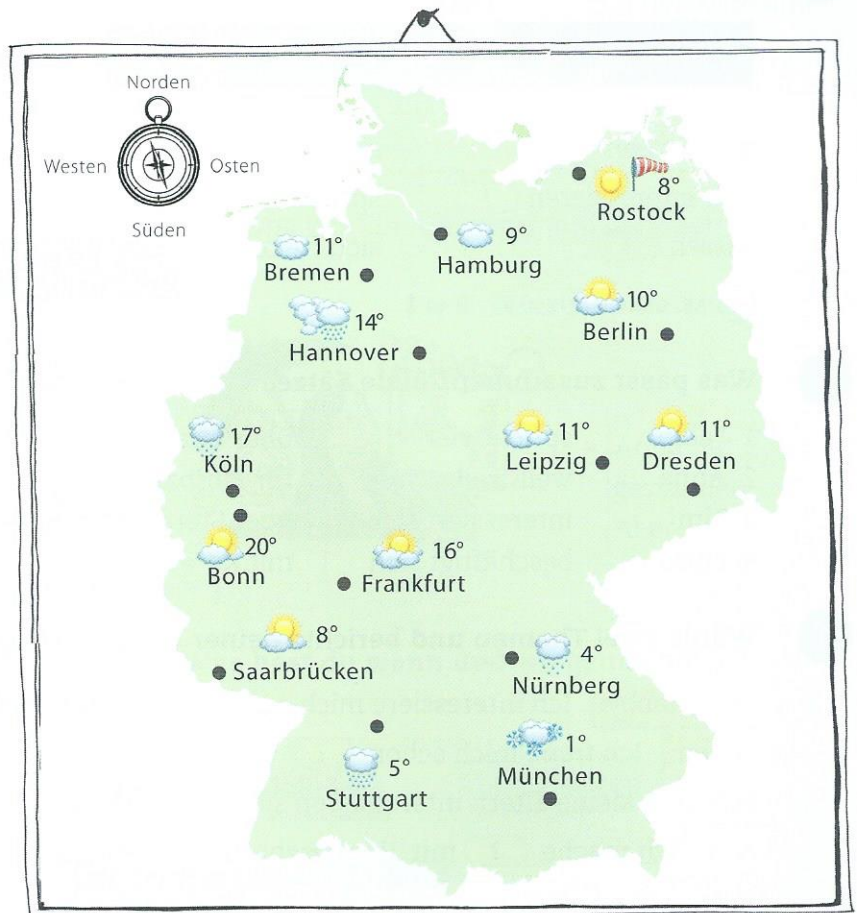 Norden
Westen
Osten
Süden
8°
Rostock
11°
Bremen
9°
Hamburg
10°
Berlin
14°
Hannover
17°
Köln
11°
Leipzig
11°
Dresden
20°
Bonn
16°
Frankfurt
8°
Saarbrücken
4°
Nürnberg
1°
München
5°
Stuttgart